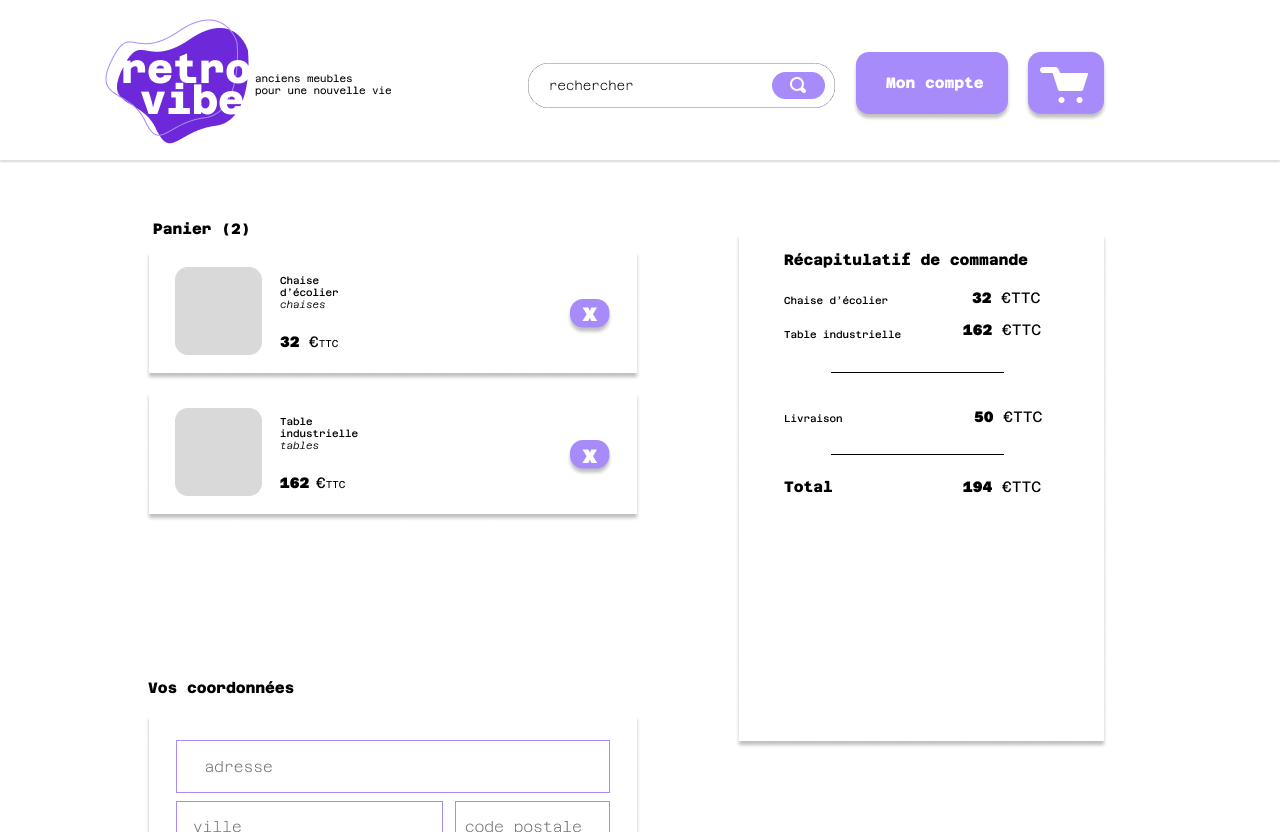 retro
vibe
anciens meubles
pour une nouvelle vie
rechercher
Mon compte
Panier (2)
Chaise
d'écolier
chaises
32 €TTC
X
Table
industrielle
tables
162 €TTC
X
Récapitulatif de commande
Chaise d'écolier 32 €TTC
Table industrielle 162 €TTC
Livraison 50 €TTC
Total 194 €TTC
Vos coordonnées
adresse
ville code postale